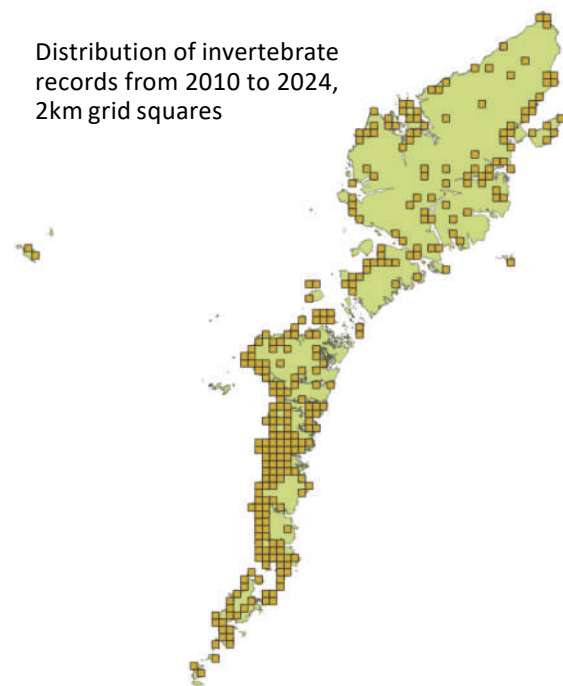 Distribution of invertebrate
records from 2010 to 2024,
2km grid squares